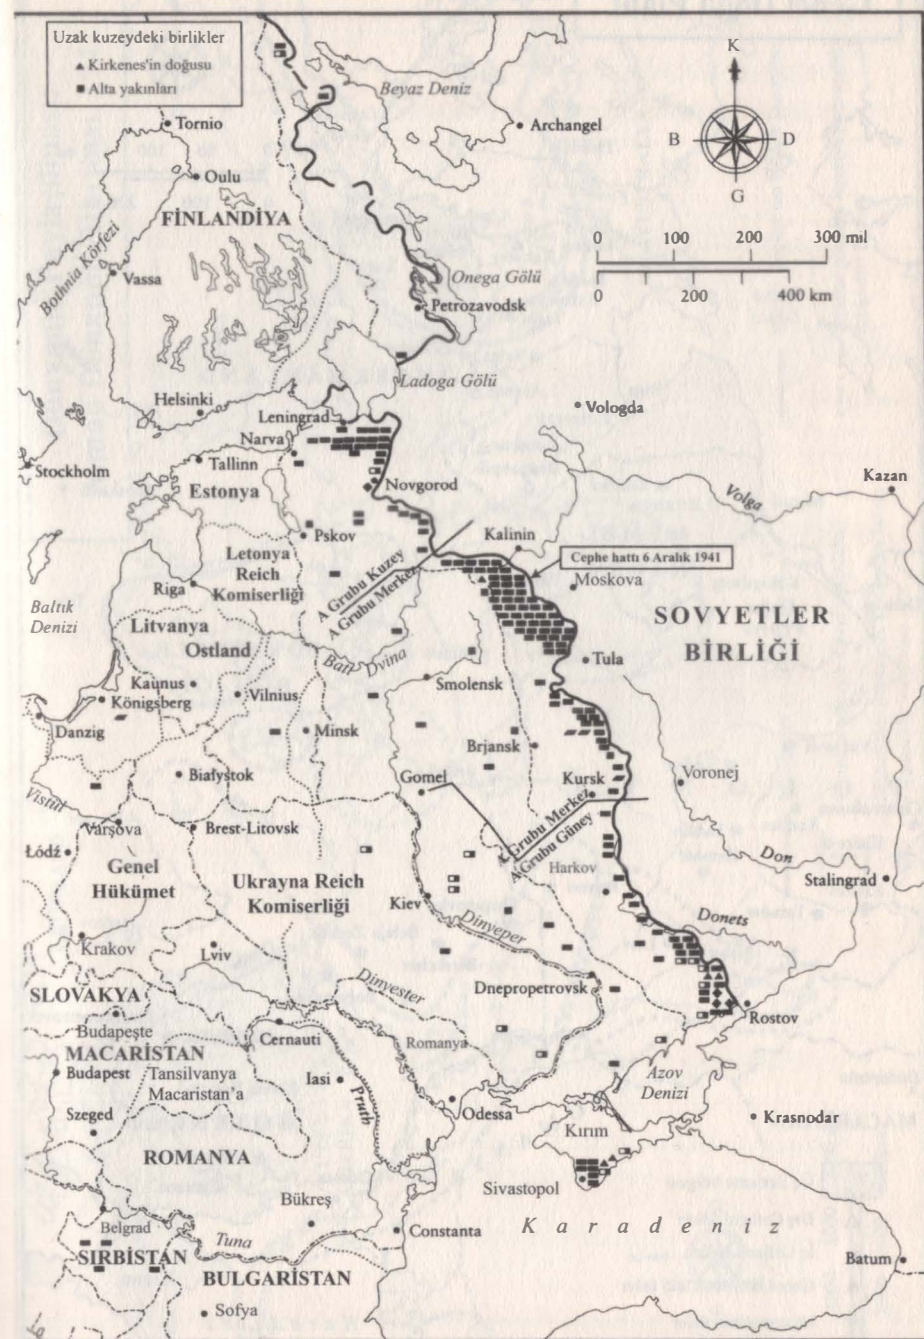 Uzak kuzeydeki birlikler
▲ Kirkenes'in doğusu
■ Alta yakınları
K
B
D
G
Beyaz Deniz
Archangel
Tornio
Oulu
FİNLANDİYA
Bothnia Körfezi
Vassa
0 100 200 300 mil
0 200 400 km
Onega Gölü
Petrozavodsk
Ladoga Gölü
Helsinki
Leningrad
Vologda
Narva
Stockholm
Tallinn
Estonya
Novgorod
Kazan
Volga
Pskov
Kalinin
Cephe hattı 6 Aralık 1941
Letonya
Reich
Komiserliği
Riga
A Grubu Kuzey
A Grubu Merkez
Moskova
SOVYETLER
BİRLİĞİ
Baltık
Denizi
Litvanya
Ostland
Batı Dvina
Tula
Kaunus
Königsberg
Vilnius
Smolensk
Danzig
Minsk
Brjansk
Białystok
Gomel
Kursk
Voronej
Vistül
Varşova
Brest-Litovsk
A Grubu Merkez
A Grubu Güney
Łódź
Genel
Hükümet
Ukrayna Reich
Komiserliği
Harkov
Don
Stalingrad
Kiev
Dinyeper
Donets
Krakov
Lviv
SLOVAKYA
Dinyester
Dnepropetrovsk
Rostov
Budapeşte
Cernauti
MACARİSTAN
Romanya
Budapest
Tansilvanya
Macaristan'a
Iasi
Pruth
Azov
Denizi
Szeged
Odessa
Kırım
Krasnodar
ROMANYA
Sivastopol
Bükreş
Belgrad
Tuna
Constanta
Karadeniz
SIRBİSTAN
BULGARİSTAN
Batum
Sofya